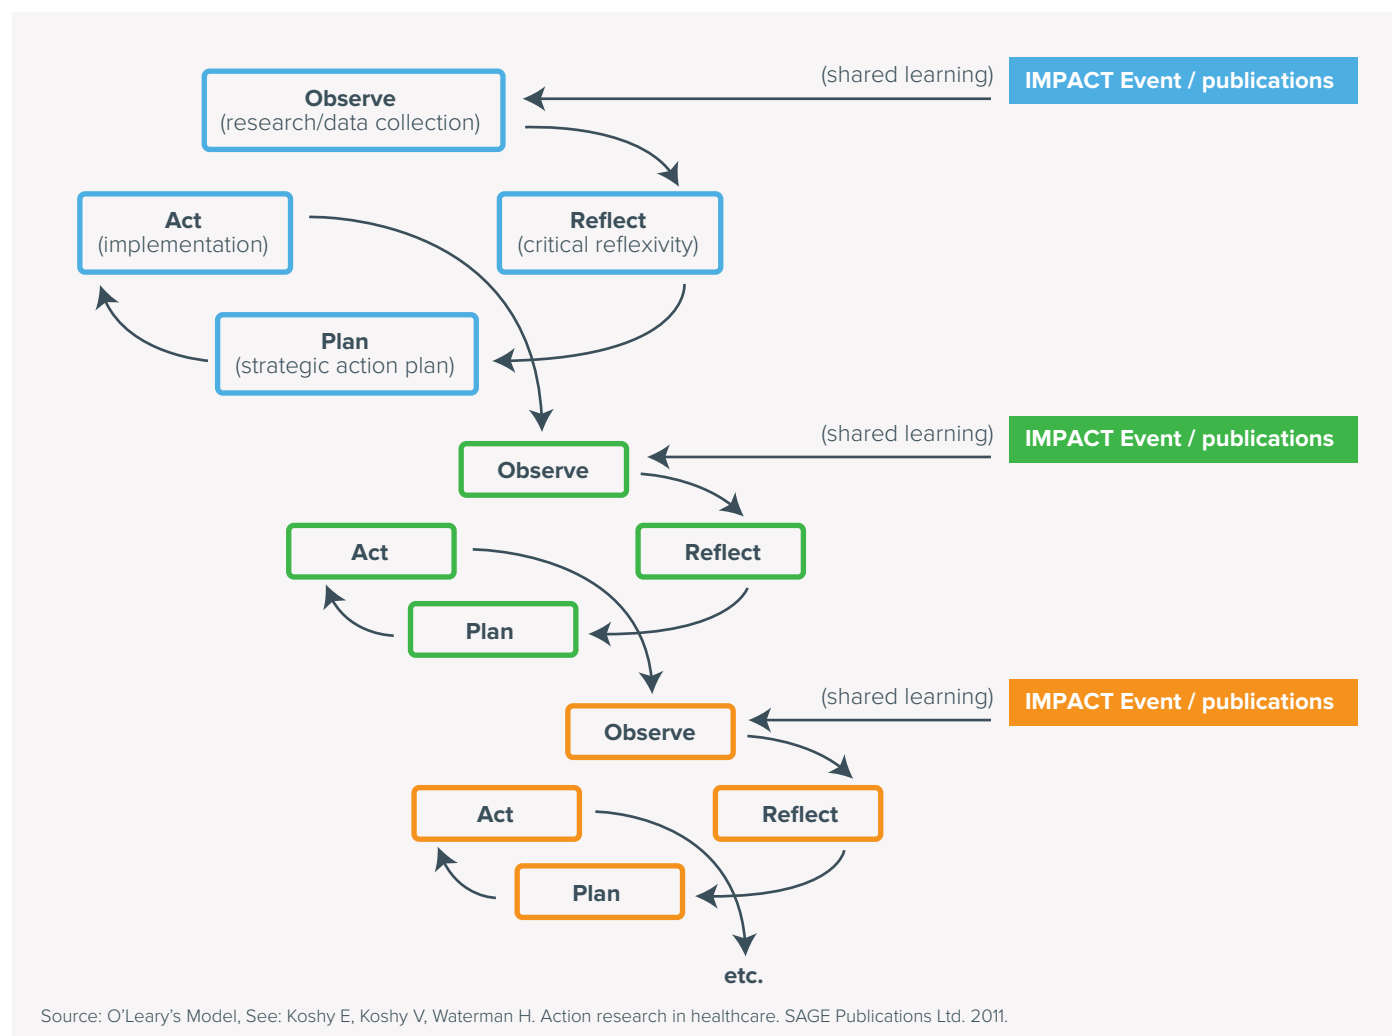 (shared learning)
IMPACT Event / publications
Observe
(research/data collection)
Act
(implementation)
Reflect
(critical reflexivity)
Plan
(strategic action plan)
(shared learning)
IMPACT Event / publications
Observe
Act
Reflect
Plan
(shared learning)
IMPACT Event / publications
Observe
Act
Reflect
Plan
etc.
Source: O’Leary’s Model, See: Koshy E, Koshy V, Waterman H. Action research in healthcare. SAGE Publications Ltd. 2011.